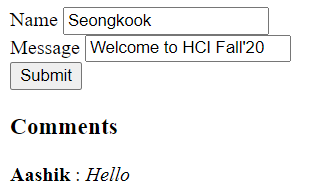 Name Seongkook
Message Welcome to HCI Fall'20
Submit
Comments
Aashik : Hello